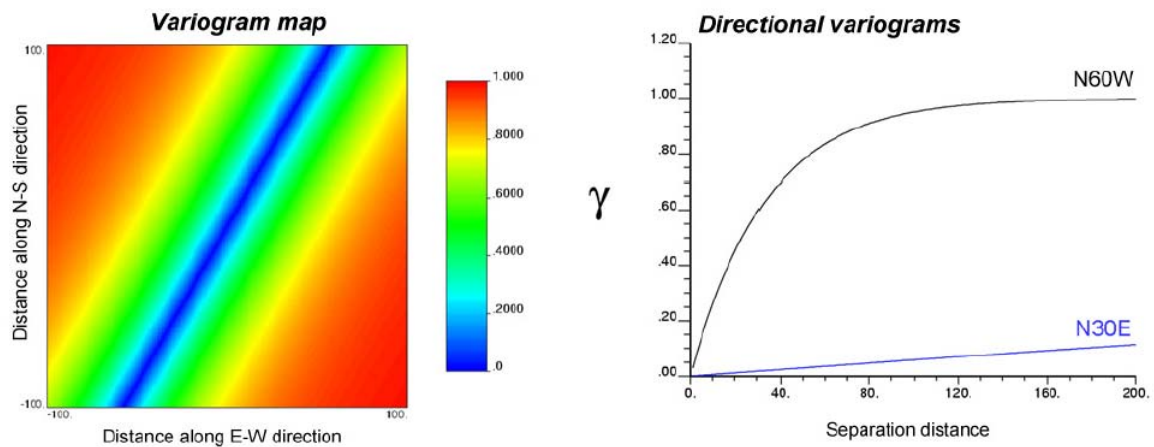 Variogram map
100.
Distance along N-S direction
-100.
-100.
100.
Distance along E-W direction
1.000
.8000
.6000
.4000
.2000
.0
Directional variograms
γ
1.20
1.00
.80
.60
.40
.20
.00
N60W
N30E
0.
40.
80.
120.
160.
200.
Separation distance